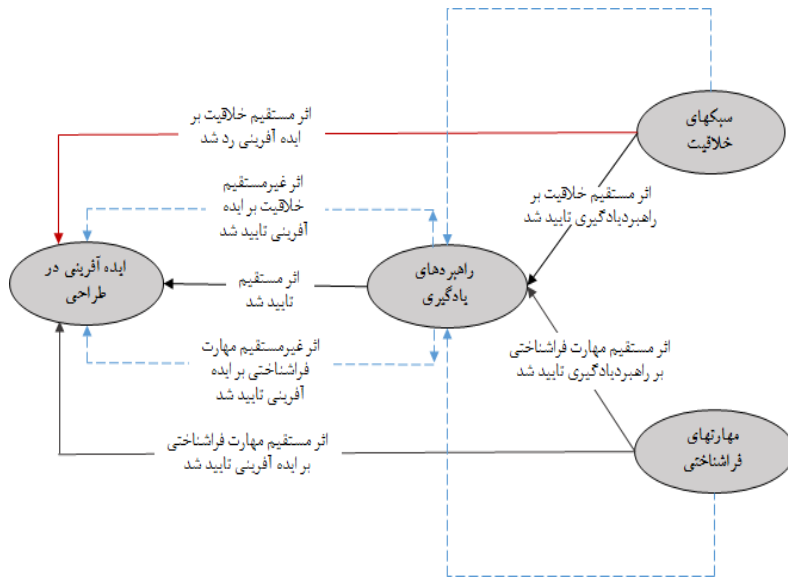 سبکهای
خلاقیت
اثر مستقیم خلاقیت بر
ایده آفرینی رد شد
اثر مستقیم خلاقیت بر
راهبردیادگیری تایید شد
اثر غیرمستقیم
خلاقیت بر ایده
آفرینی تایید شد
راهبردهای
یادگیری
اثر مستقیم
تایید شد
ایده آفرینی در
طراحی
اثر مستقیم مهارت فراشناختی
بر راهبردیادگیری تایید شد
اثر غیرمستقیم مهارت
فراشناختی بر ایده
آفرینی تایید شد
مهارتهای
فراشناختی
اثر مستقیم مهارت فراشناختی
بر ایده آفرینی تایید شد